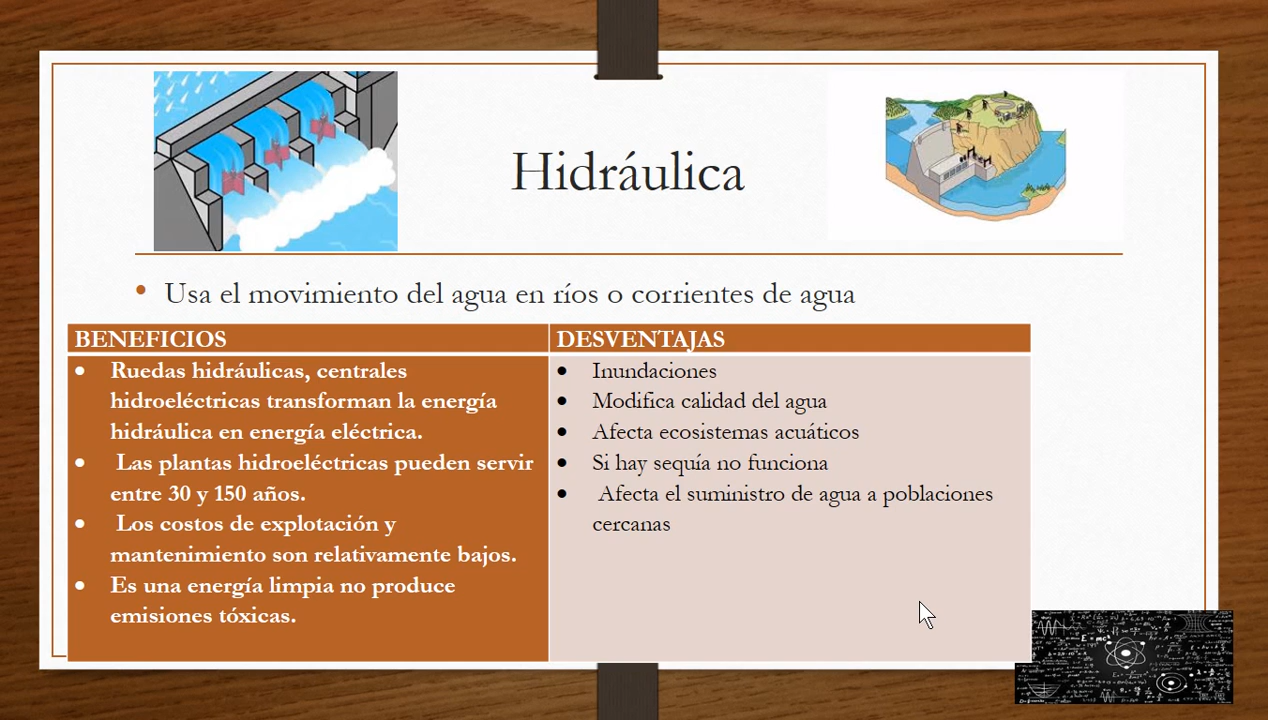 Hidráulica
Usa el movimiento del agua en ríos o corrientes de agua
BENEFICIOS
Ruedas hidráulicas, centrales
hidroeléctricas transforman la energía
hidráulica en energía eléctrica.
Las plantas hidroeléctricas pueden servir
entre 30 y 150 años.
Los costos de explotación y
mantenimiento son relativamente bajos.
Es una energía limpia no produce
emisiones tóxicas.
DESVENTAJAS
Inundaciones
Modifica calidad del agua
Afecta ecosistemas acuáticos
Si hay sequía no funciona
Afecta el suministro de agua a poblaciones
cercanas